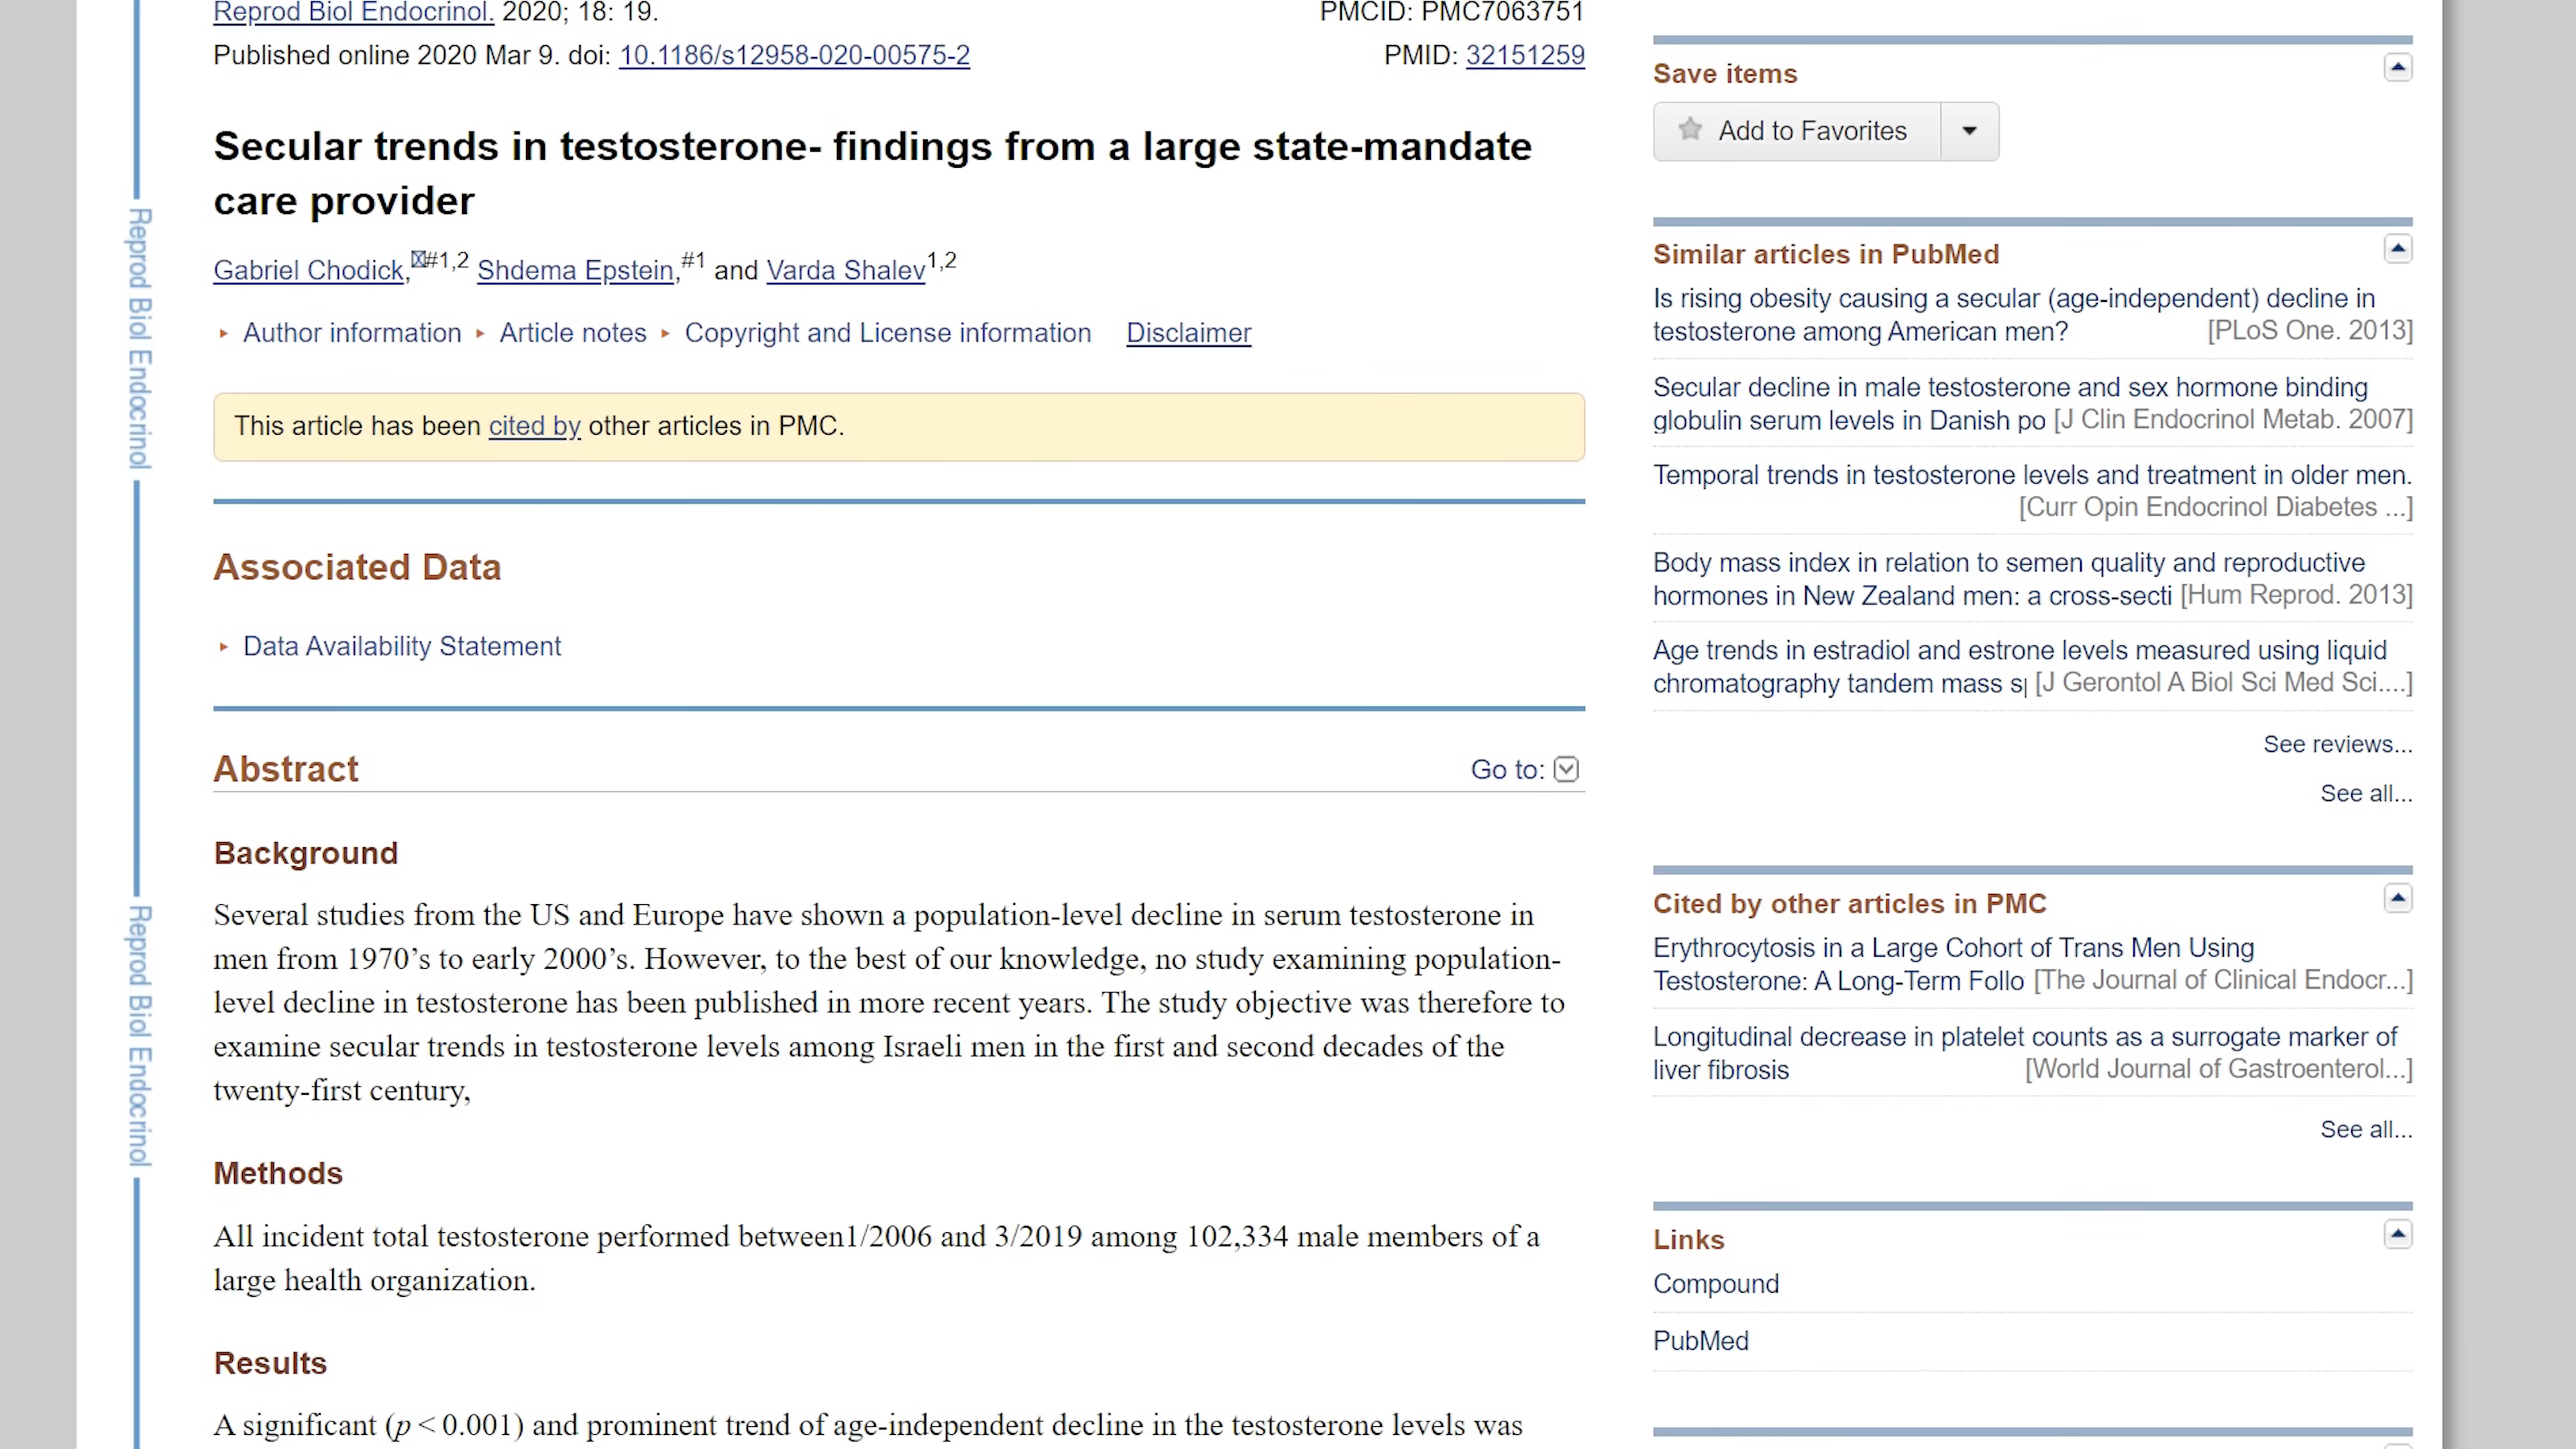 Reprod Biol Endocrinol. 2020; 18: 19.
PMCID: PMC7063751
Published online 2020 Mar 9. doi: 10.1186/s12958-020-00575-2
PMID: 32151259
Secular trends in testosterone- findings from a large state-mandate
care provider
Gabriel Chodick,#1,2 Shdema Epstein,#1 and Varda Shalev1,2
Author information Article notes Copyright and License information Disclaimer
This article has been cited by other articles in PMC.
Associated Data
Data Availability Statement
Abstract
Go to:
Background
Several studies from the US and Europe have shown a population-level decline in serum testosterone in
men from 1970’s to early 2000’s. However, to the best of our knowledge, no study examining population-
level decline in testosterone has been published in more recent years. The study objective was therefore to
examine secular trends in testosterone levels among Israeli men in the first and second decades of the
twenty-first century,
Methods
All incident total testosterone performed between1/2006 and 3/2019 among 102,334 male members of a
large health organization.
Results
A significant (p < 0.001) and prominent trend of age-independent decline in the testosterone levels was
Reprod Biol Endocrinol
Reprod Biol Endocrinol
Save items
Add to Favorites
Similar articles in PubMed
Is rising obesity causing a secular (age-independent) decline in
testosterone among American men? [PLoS One. 2013]
Secular decline in male testosterone and sex hormone binding
globulin serum levels in Danish po [J Clin Endocrinol Metab. 2007]
Temporal trends in testosterone levels and treatment in older men.
[Curr Opin Endocrinol Diabetes ...]
Body mass index in relation to semen quality and reproductive
hormones in New Zealand men: a cross-secti [Hum Reprod. 2013]
Age trends in estradiol and estrone levels measured using liquid
chromatography tandem mass s [J Gerontol A Biol Sci Med Sci....]
See reviews...
See all...
Cited by other articles in PMC
Erythrocytosis in a Large Cohort of Trans Men Using
Testosterone: A Long-Term Follo [The Journal of Clinical Endocr...]
Longitudinal decrease in platelet counts as a surrogate marker of
liver fibrosis [World Journal of Gastroenterol...]
See all...
Links
Compound
PubMed